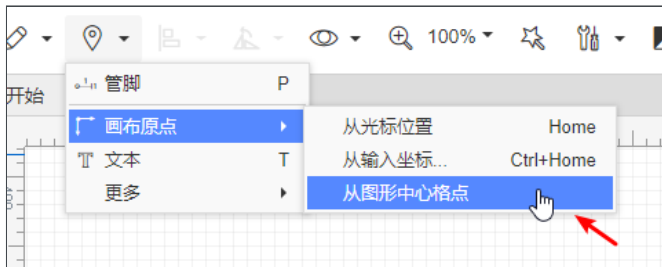 100%
开始
管脚 P
画布原点
文本 T
更多
从光标位置 Home
从输入坐标... Ctrl+Home
从图形中心格点